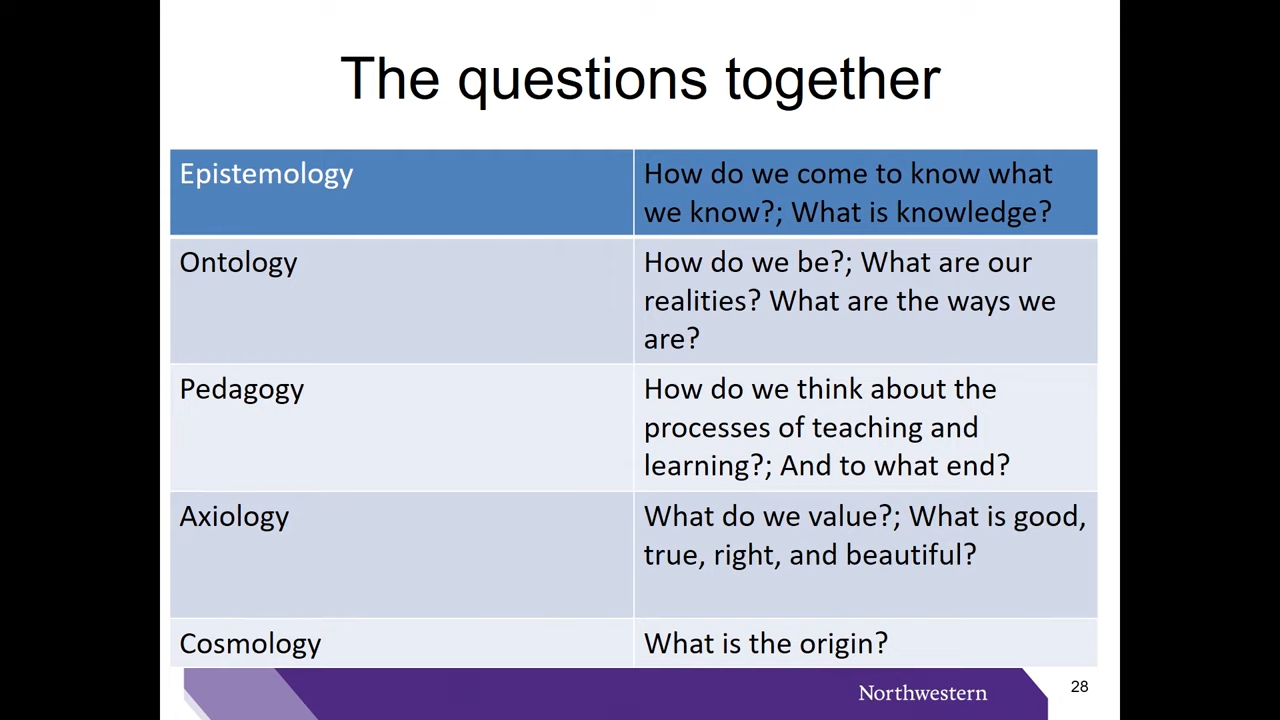 The questions together
Epistemology
How do we come to know what
we know?; What is knowledge?
Ontology
How do we be?; What are our
realities? What are the ways we
are?
Pedagogy
How do we think about the
processes of teaching and
learning?; And to what end?
Axiology
What do we value?; What is good,
true, right, and beautiful?
Cosmology
What is the origin?
Northwestern
28